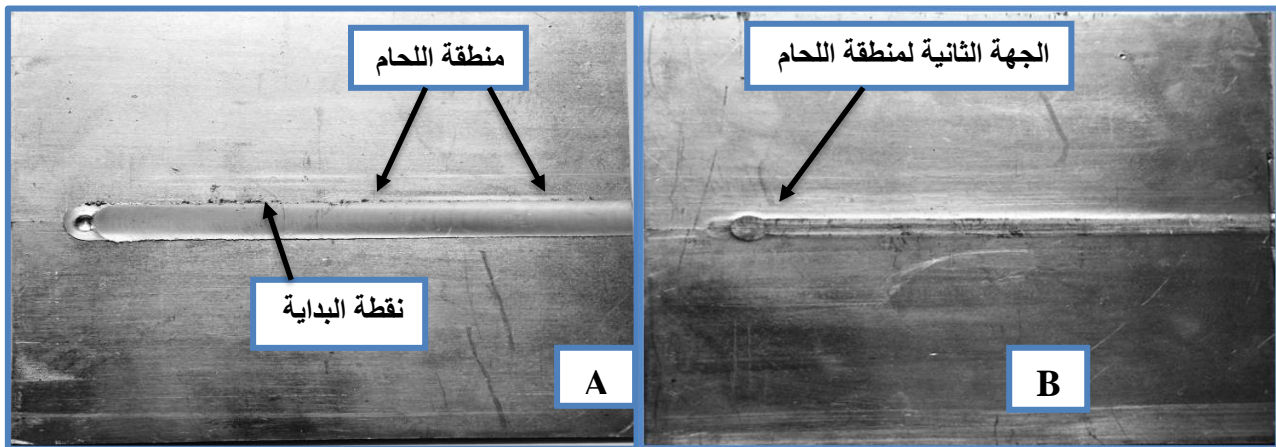 منطقة اللحام
نقطة البداية
A
الجهة الثانية لمنطقة اللحام
B